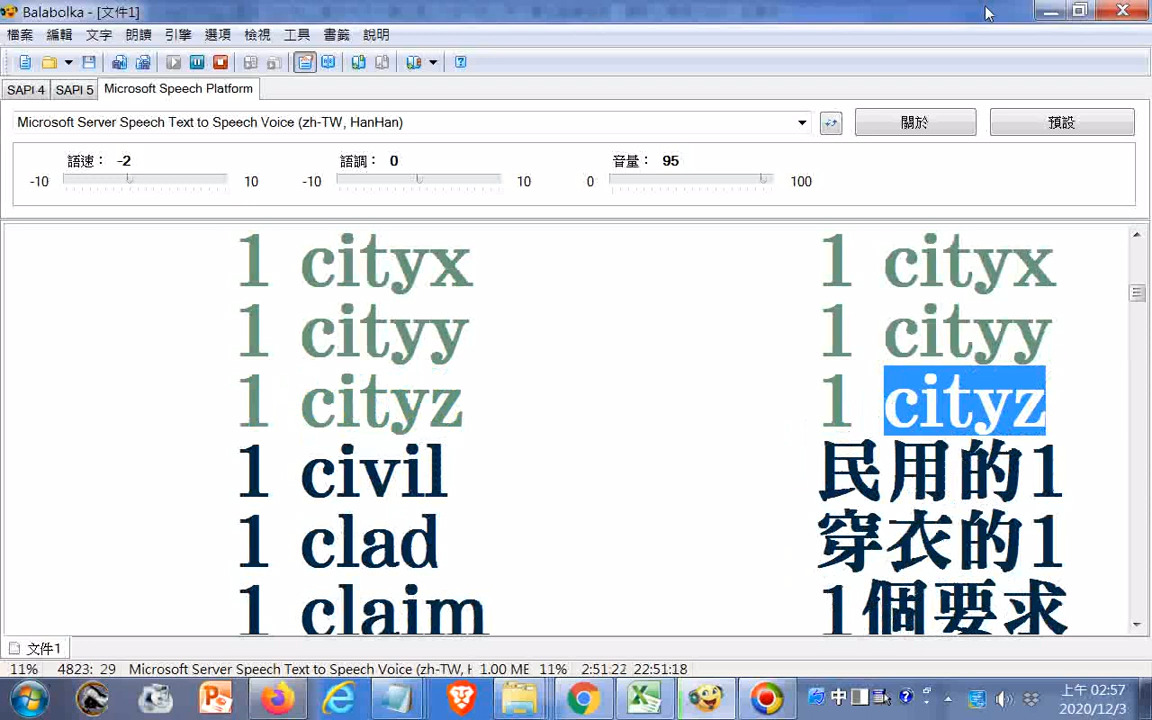 Balabolka - [文件1]
檔案 編輯 文字 朗讀 引擎 選項 檢視 工具 書籤 說明
SAPI 4 SAPI 5 Microsoft Speech Platform
Microsoft Server Speech Text to Speech Voice (zh-TW, HanHan) 關於 預設
語速： -2 語調： 0 音量： 95
-10 10 -10 10 0 100
1 cityx 1 cityx
1 cityy 1 cityy
1 cityz 1 cityz
1 civil 民用的1
1 clad 穿衣的1
1 claim 1個要求
文件1
11% 4823: 29 Microsoft Server Speech Text to Speech Voice (zh-TW, H 1.00 ME 11% 2:51:22 22:51:18
中 上午 02:57
2020/12/3